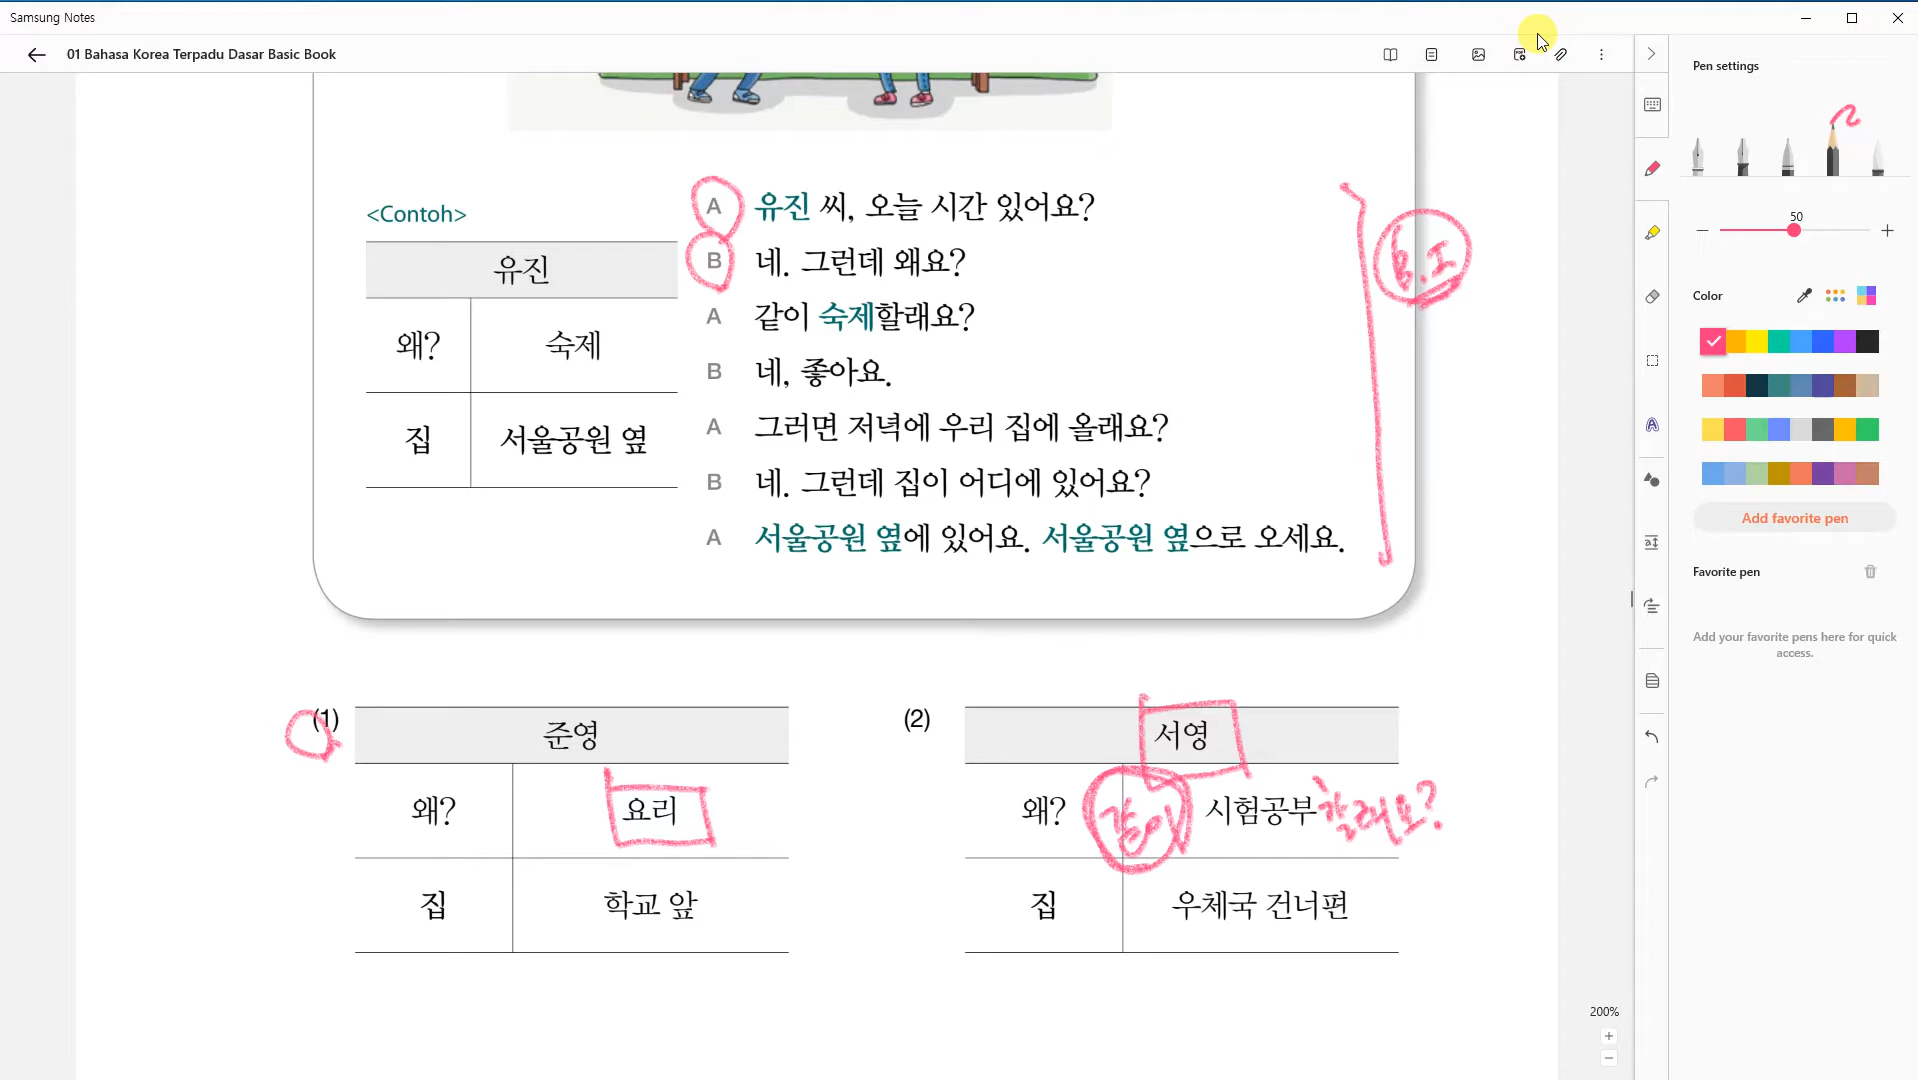 Samsung Notes
01 Bahasa Korea Terpadu Dasar Basic Book
Pen settings
50
Color
Add favorite pen
Favorite pen
Add your favorite pens here for quick
access.
<Contoh>
유진
왜? 숙제
집 서울공원 옆
A 유진 씨, 오늘 시간 있어요?
B 네. 그런데 왜요?
A 같이 숙제할래요?
B 네, 좋아요.
A 그러면 저녁에 우리 집에 올래요?
B 네. 그런데 집이 어디에 있어요?
A 서울공원 옆에 있어요. 서울공원 옆으로 오세요.
B.I
(1) 준영
왜? 요리
집 학교 앞
(2) 서영
왜? 같이 시험공부할래요?
집 우체국 건너편
200%